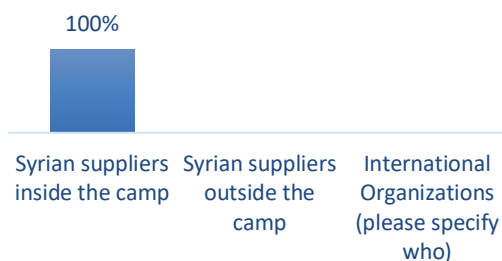 100%
Syrian suppliers
inside the camp
Syrian suppliers
outside the
camp
International
Organizations
(please specify
who)